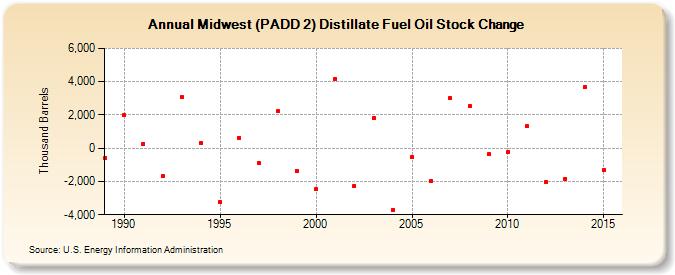 Annual Midwest (PADD 2) Distillate Fuel Oil Stock Change
Thousand Barrels
6,000
4,000
2,000
0
-2,000
-4,000
1990 1995 2000 2005 2010 2015
Source: U.S. Energy Information Administration